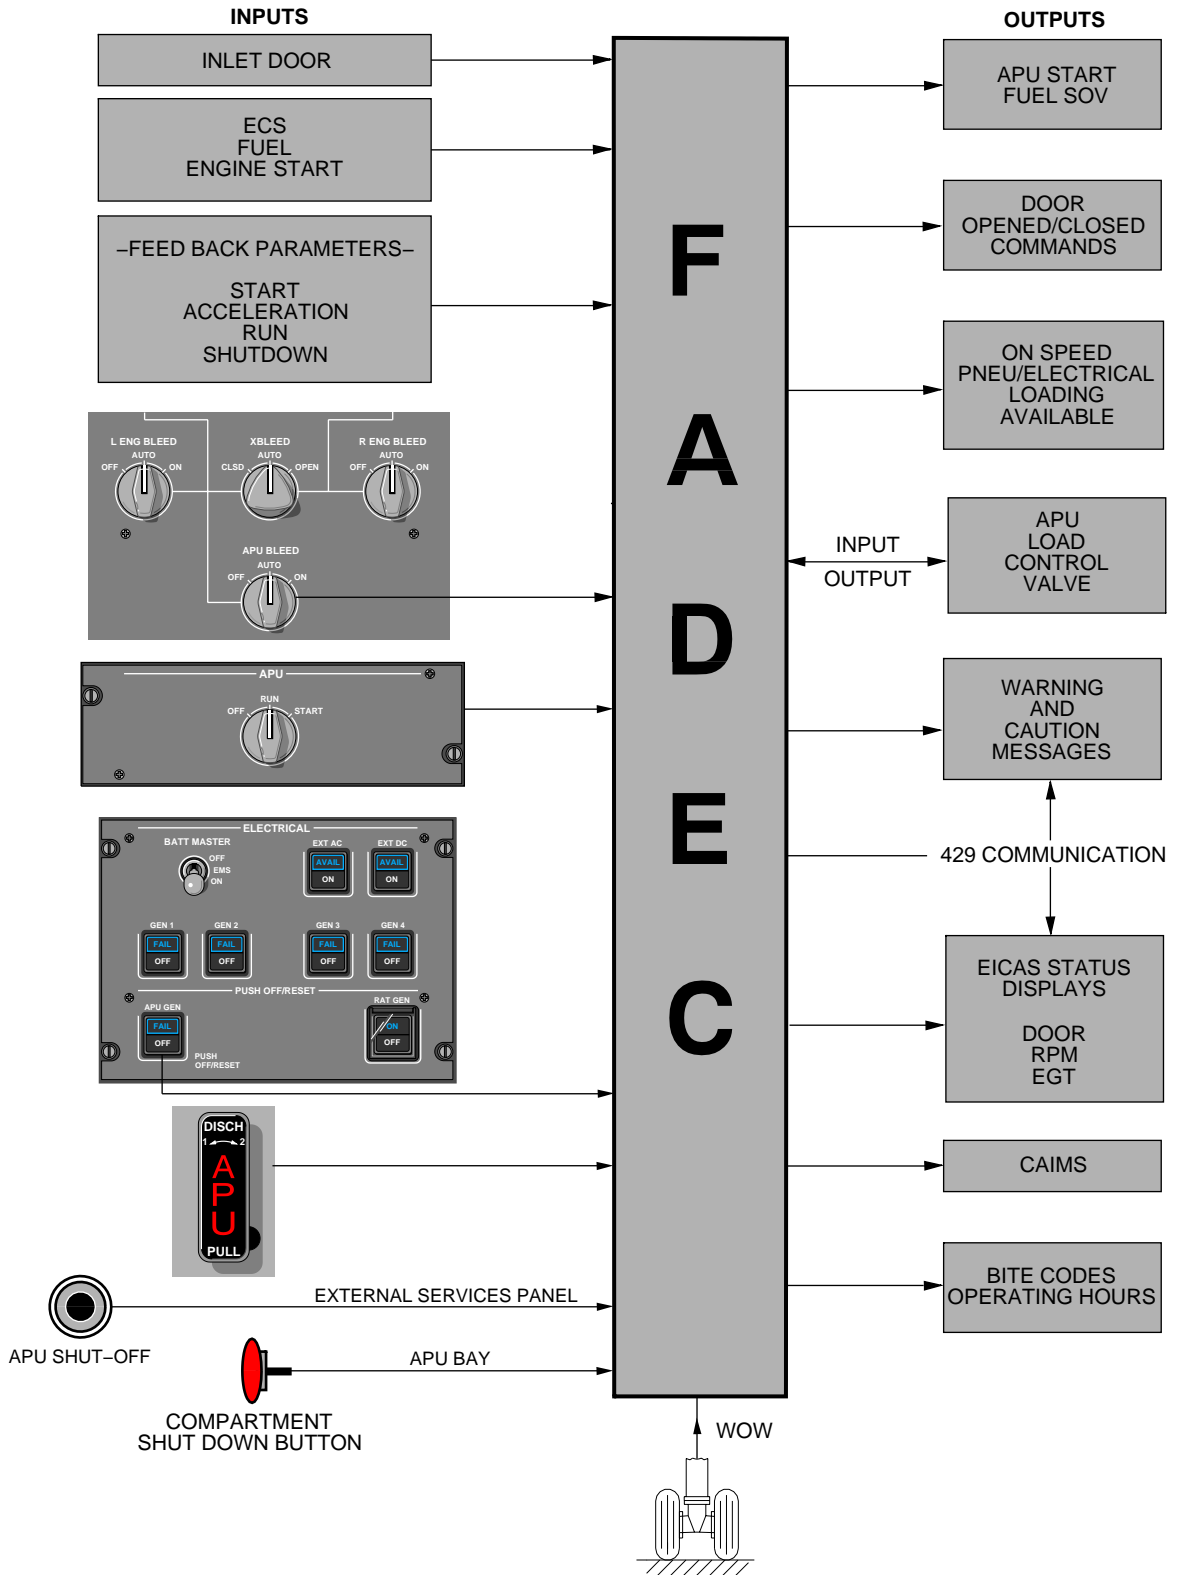 INPUTS
OUTPUTS
INLET DOOR
ECS
FUEL
ENGINE START
–FEED BACK PARAMETERS–
START
ACCELERATION
RUN
SHUTDOWN
L ENG BLEED
XBLEED
R ENG BLEED
AUTO
AUTO
AUTO
OFF
ON
CLSD
OPEN
OFF
ON
APU BLEED
AUTO
OFF
ON
APU
RUN
OFF
START
ELECTRICAL
BATT MASTER
OFF
EMS
ON
EXT AC
EXT DC
AVAIL
AVAIL
ON
ON
GEN 1
GEN 2
GEN 3
GEN 4
FAIL
FAIL
FAIL
FAIL
OFF
OFF
OFF
OFF
PUSH OFF/RESET
APU GEN
RAT GEN
FAIL
ON
OFF
OFF
PUSH
OFF/RESET
DISCH
1 2
A
P
U
PULL
EXTERNAL SERVICES PANEL
APU SHUT–OFF
APU BAY
COMPARTMENT
SHUT DOWN BUTTON
F
A
D
E
C
WOW
APU START
FUEL SOV
DOOR
OPENED/CLOSED
COMMANDS
ON SPEED
PNEU/ELECTRICAL
LOADING
AVAILABLE
INPUT
OUTPUT
APU
LOAD
CONTROL
VALVE
WARNING
AND
CAUTION
MESSAGES
429 COMMUNICATION
EICAS STATUS
DISPLAYS
DOOR
RPM
EGT
CAIMS
BITE CODES
OPERATING HOURS